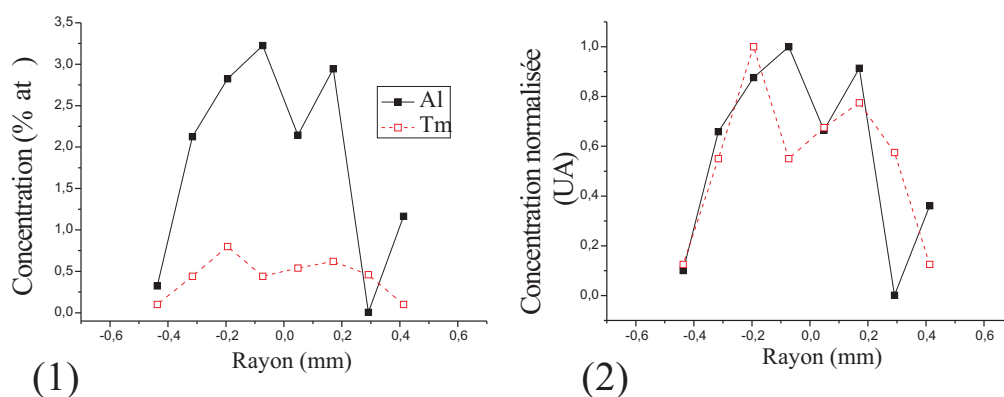 3,5
3,0
2,5
2,0
1,5
1,0
0,5
0,0
Concentration (% at )
Al
Tm
-0,6 -0,4 -0,2 0,0 0,2 0,4 0,6
Rayon (mm)
(1)
1,0
0,8
0,6
0,4
0,2
0,0
Concentration normalisée
(UA)
-0,6 -0,4 -0,2 0,0 0,2 0,4 0,6
Rayon (mm)
(2)